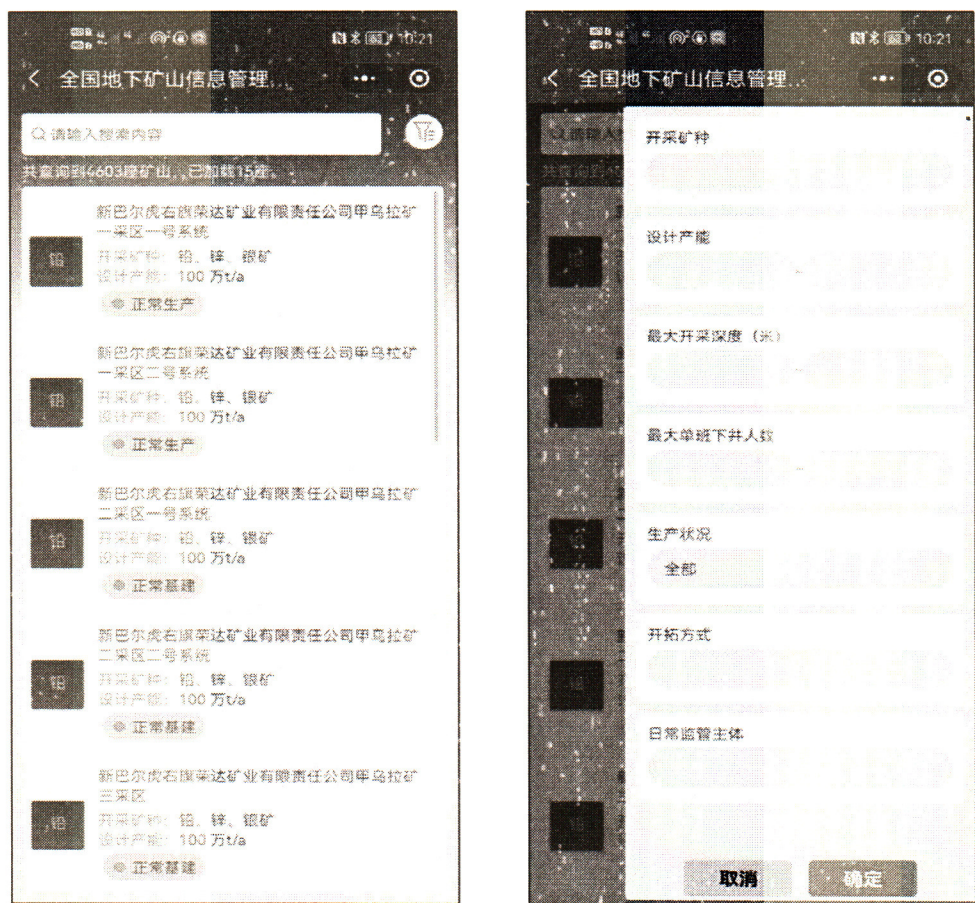 10:21
全国地下矿山信息管理...
请输入搜索内容
共查询到4603座矿山，已加载15座。
新巴尔虎右旗荣达矿业有限责任公司甲乌拉矿
一采区一号系统
铅
开采矿种：铅、锌、银矿
设计产能：100 万t/a
正常生产
新巴尔虎右旗荣达矿业有限责任公司甲乌拉矿
一采区二号系统
铅
开采矿种：铅、锌、银矿
设计产能：100 万t/a
正常生产
新巴尔虎右旗荣达矿业有限责任公司甲乌拉矿
二采区一号系统
铅
开采矿种：铅、锌、银矿
设计产能：100 万t/a
正常基建
新巴尔虎右旗荣达矿业有限责任公司甲乌拉矿
二采区二号系统
铅
开采矿种：铅、锌、银矿
设计产能：100 万t/a
正常基建
新巴尔虎右旗荣达矿业有限责任公司甲乌拉矿
三采区
铅
开采矿种：铅、锌、银矿
设计产能：100 万t/a
正常基建
10:21
全国地下矿山信息管理...
开采矿种
设计产能
~
最大开采深度（米）
~
最大单班下井人数
~
生产状况
全部
开拓方式
日常监管主体
取消
确定